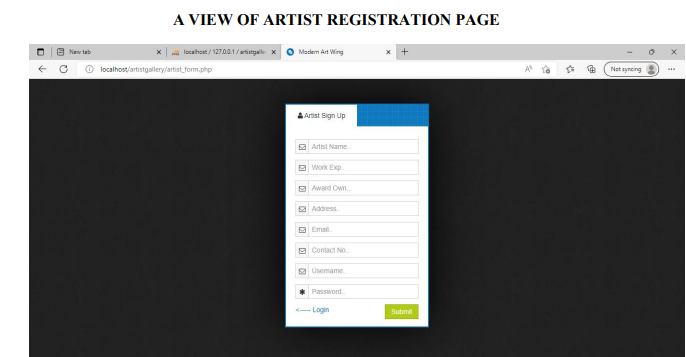 A VIEW OF ARTIST REGISTRATION PAGE
New tab
localhost / 127.0.0.1 / artistgalle
Modern Art Wing
localhost/artistgallery/artist_form.php
Not syncing
Artist Sign Up
Artist Name..
Work Exp..
Award Own..
Address..
Email..
Contact No..
Username..
Password..
<----- Login
Submit